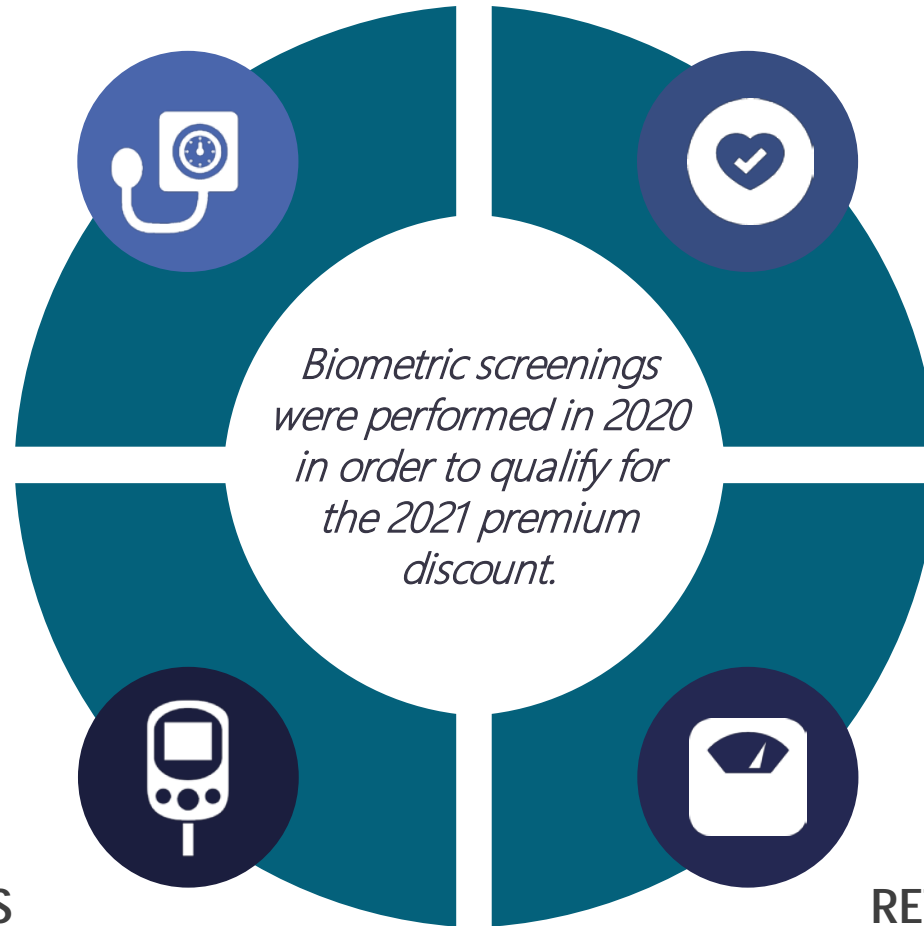 Biometric screenings
were performed in 2020
in order to qualify for
the 2021 premium
discount.
S
RE